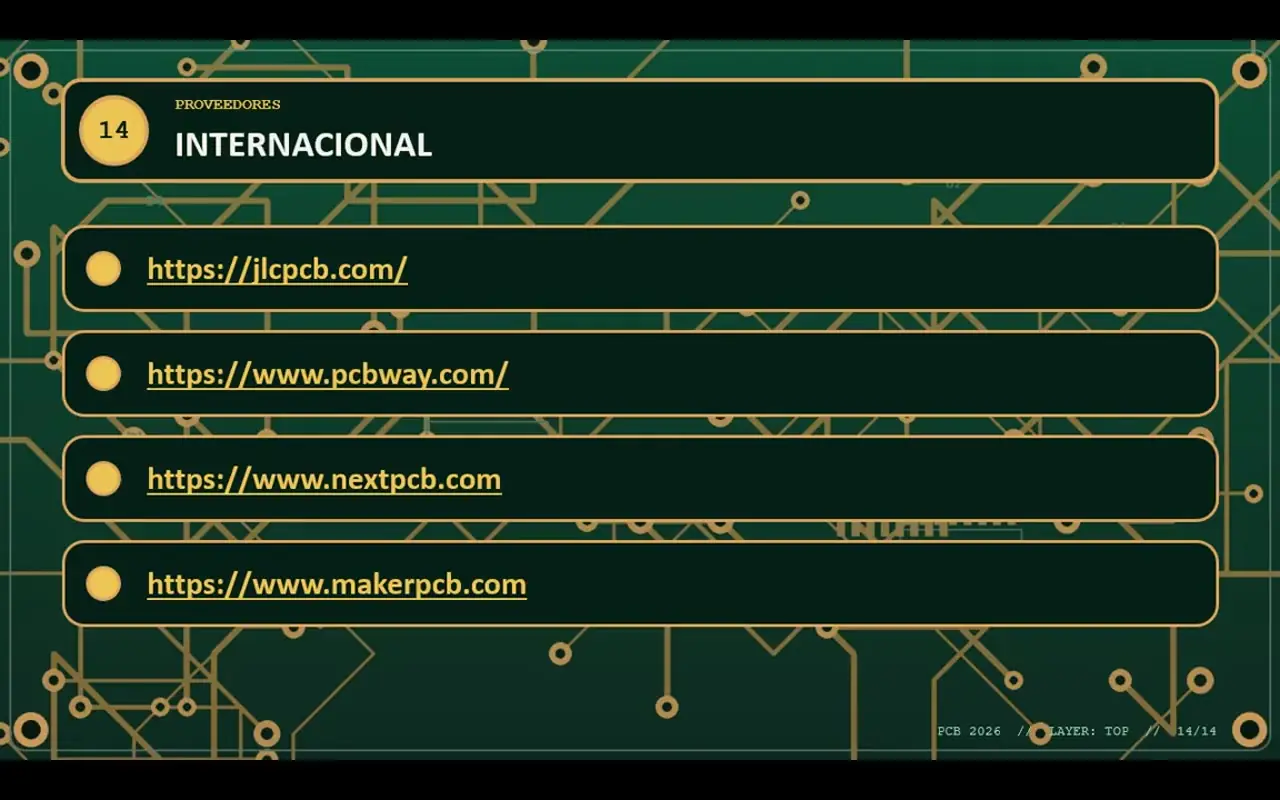 14
PROVEEDORES
INTERNACIONAL
https://jlcpcb.com/
https://www.pcbway.com/
https://www.nextpcb.com
https://www.makerpcb.com
PCB 2026 // LAYER: TOP // 14/14